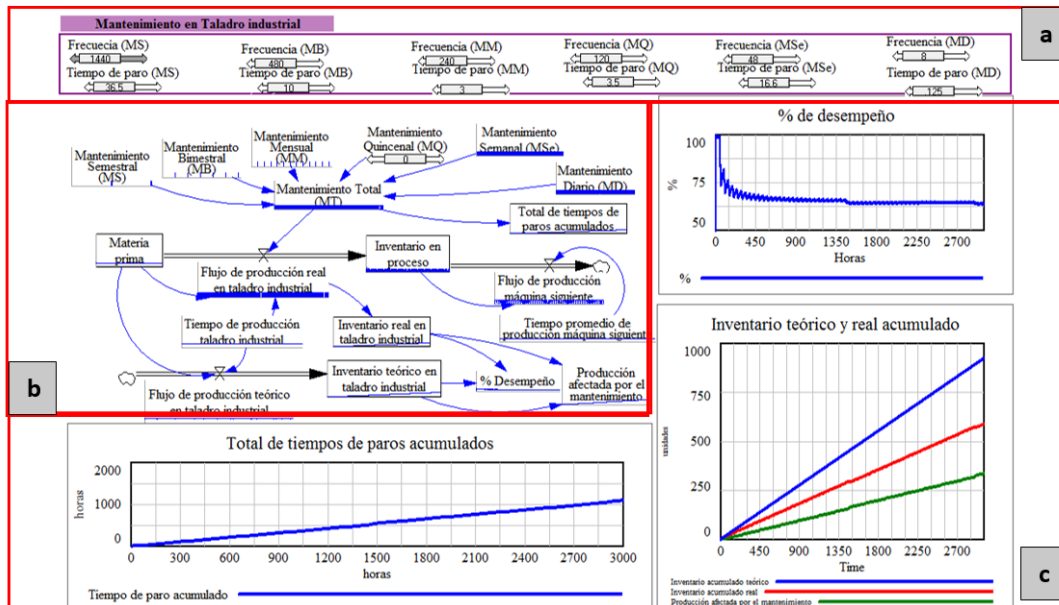 Mantenimiento en Taladro industrial
a
Frecuecia (MS)
1440
Tiempo de paro (MS)
36.5
Frecuencia (MB)
480
Tiempo de paro (MB)
10
Frecuencia (MM)
240
Tiempo de paro (MM)
3
Frecuencia (MQ)
120
Tiempo de paro (MQ)
3.5
Frecuencia (MSe)
48
Tiempo de paro (MSe)
16.6
Frecuencia (MD)
8
Tiempo de paro (MD)
125
b
Mantenimiento
Semestral (MS)
Mantenimiento
Bimestral (MB)
Mantenimiento
Mensual (MM)
Mantenimiento
Quincenal (MQ)
0
Mantenimiento
Semanal (MSe)
Mantenimiento Total
(MT)
Mantenimiento
Diario (MD)
Total de tiempos de
paros acumulados
Materia
prima
Inventario en
proceso
Flujo de producción real
en taladro industrial
Flujo de producción
máquina siguiente
Tiempo de producción
taladro industrial
Inventario real en
taladro industrial
Tiempo promedio de
producción máquina siguiente
Inventario teórico en
taladro industrial
% Desempeño
Producción
afectada por el
mantenimiento
Flujo de producción teórico
en taladro industrial
% de desempeño
100
75
50
%
0 450 900 1350 1800 2250 2700
Horas
%
Inventario teórico y real acumulado
1000
750
500
250
0
unidades
0 450 900 1350 1800 2250 2700
Time
Inventario acumulado teórico
Inventario acumulado real
Producción afectada por el mantenimiento
c
Total de tiempos de paros acumulados
2000
1000
0
horas
0 300 600 900 1200 1500 1800 2100 2400 2700 3000
horas
Tiempo de paro acumulado